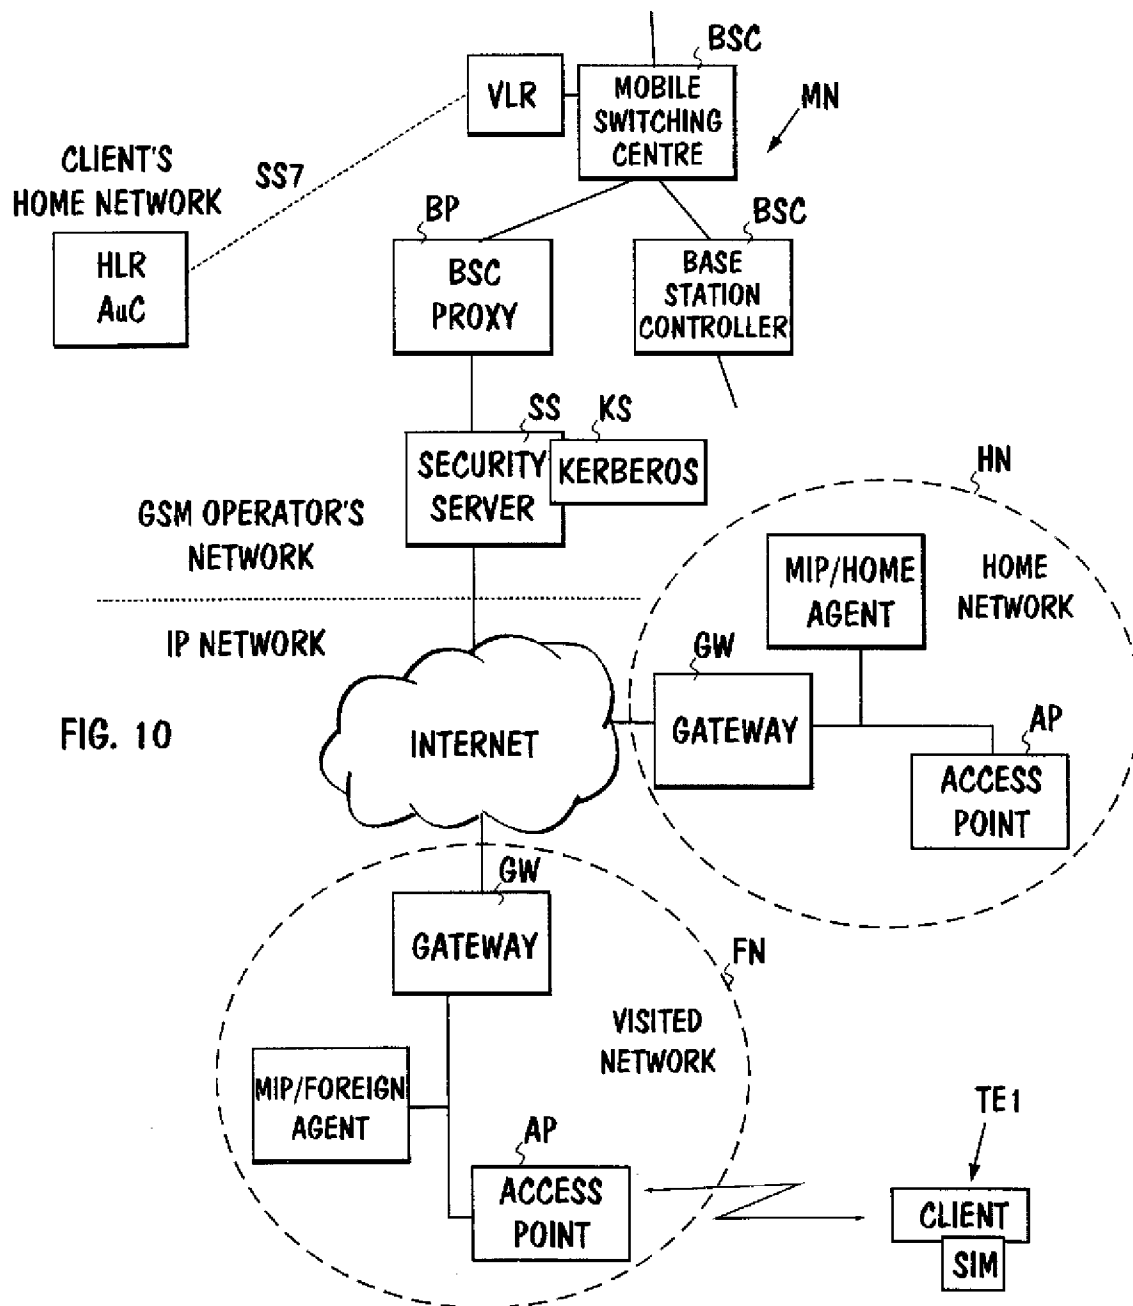 BSC
VLR
MOBILE
SWITCHING
CENTRE
MN
CLIENT'S
HOME NETWORK
SS7
HLR
AuC
BP
BSC
PROXY
BSC
BASE
STATION
CONTROLLER
SS
KS
SECURITY
SERVER
KERBEROS
GSM OPERATOR'S
NETWORK
IP NETWORK
HN
MIP/HOME
AGENT
HOME
NETWORK
GW
GATEWAY
AP
ACCESS
POINT
FIG. 10
INTERNET
GW
GATEWAY
FN
VISITED
NETWORK
MIP/FOREIGN
AGENT
AP
ACCESS
POINT
TE1
CLIENT
SIM